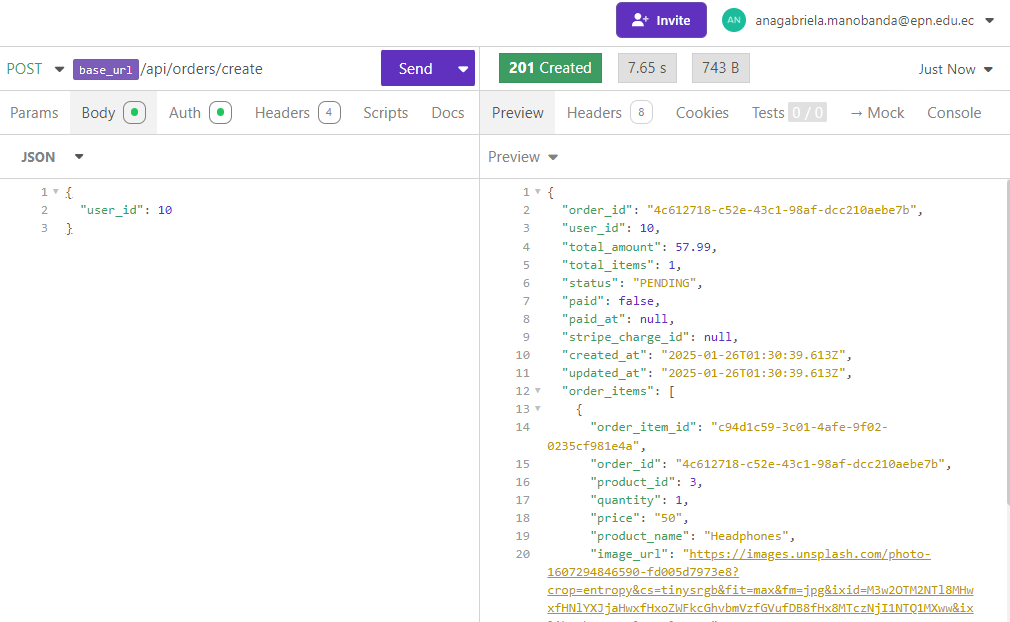 Invite
AN
anagabriela.manobanda@epn.edu.ec
POST base_url /api/orders/create
Send
201 Created 7.65 s 743 B
Just Now
Params Body Auth Headers 4 Scripts Docs
Preview Headers 8 Cookies Tests 0 / 0 → Mock Console
JSON
Preview
1 {
2 "user_id": 10
3 }
1 {
2 "order_id": "4c612718-c52e-43c1-98af-dcc210aebe7b",
3 "user_id": 10,
4 "total_amount": 57.99,
5 "total_items": 1,
6 "status": "PENDING",
7 "paid": false,
8 "paid_at": null,
9 "stripe_charge_id": null,
10 "created_at": "2025-01-26T01:30:39.613Z",
11 "updated_at": "2025-01-26T01:30:39.613Z",
12 "order_items": [
13 {
14 "order_item_id": "c94d1c59-3c01-4afe-9f02-
0235cf981e4a",
15 "order_id": "4c612718-c52e-43c1-98af-dcc210aebe7b",
16 "product_id": 3,
17 "quantity": 1,
18 "price": "50",
19 "product_name": "Headphones",
20 "image_url": "https://images.unsplash.com/photo-
1607294846590-fd005d7973e8?
crop=entropy&cs=tinysrgb&fit=max&fm=jpg&ixid=M3w2OTM2NTl8MHw
xfHNlYXJjaHwxfHxoZWFkcGhvbmVzfGVufDB8fHx8MTczNjI1NTQ1MXww&ix